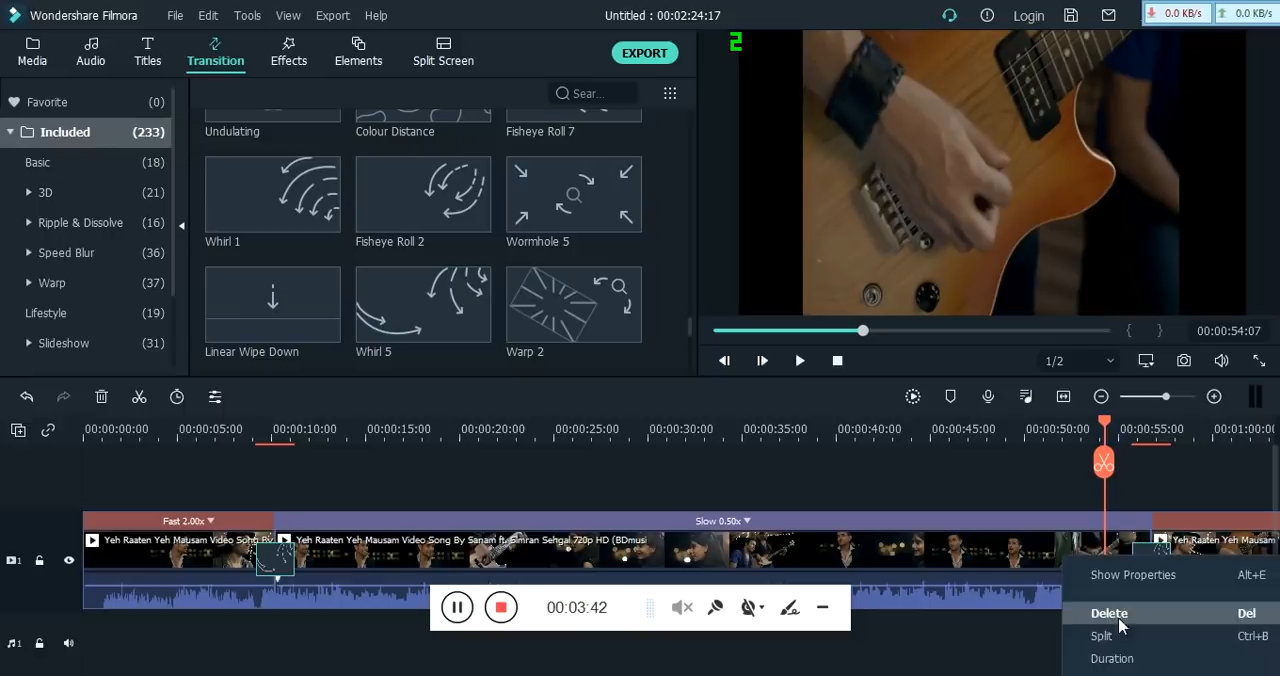 Wondershare Filmora File Edit Tools View Export Help Untitled : 00:02:24:17 Login 0.0 KB/s 0.0 KB/s
Media Audio Titles Transition Effects Elements Split Screen EXPORT
2
Favorite (0)
Included (233)
Basic (18)
3D (21)
Ripple & Dissolve (16)
Speed Blur (36)
Warp (37)
Lifestyle (19)
Slideshow (31)
Sear...
Undulating Colour Distance Fisheye Roll 7
Whirl 1 Fisheye Roll 2 Wormhole 5
Linear Wipe Down Whirl 5 Warp 2
{ } 00:00:54:07
1/2
00:00:00:00 00:00:05:00 00:00:10:00 00:00:15:00 00:00:20:00 00:00:25:00 00:00:30:00 00:00:35:00 00:00:40:00 00:00:45:00 00:00:50:00 00:00:55:00 00:01:00:00
Fast 2.00x Slow 0.50x
Yeh Raaten Yeh Mausam Video Song By Yeh Raaten Yeh Mausam Video Song By Sanam ft. Simran Sehgal 720p HD (BDmusi Yeh Raaten Yeh Mausam
1
1
00:03:42
Show Properties Alt+E
Delete Del
Split Ctrl+B
Duration